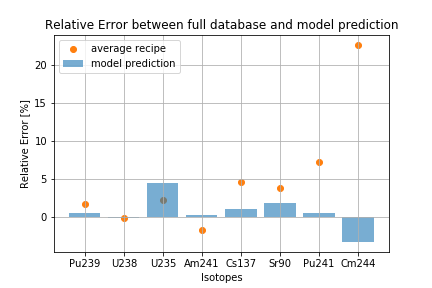 Relative Error between full database and model prediction
average recipe
model prediction
Relative Error [%]
20
15
10
5
0
Pu239 U238 U235 Am241 Cs137 Sr90 Pu241 Cm244
Isotopes